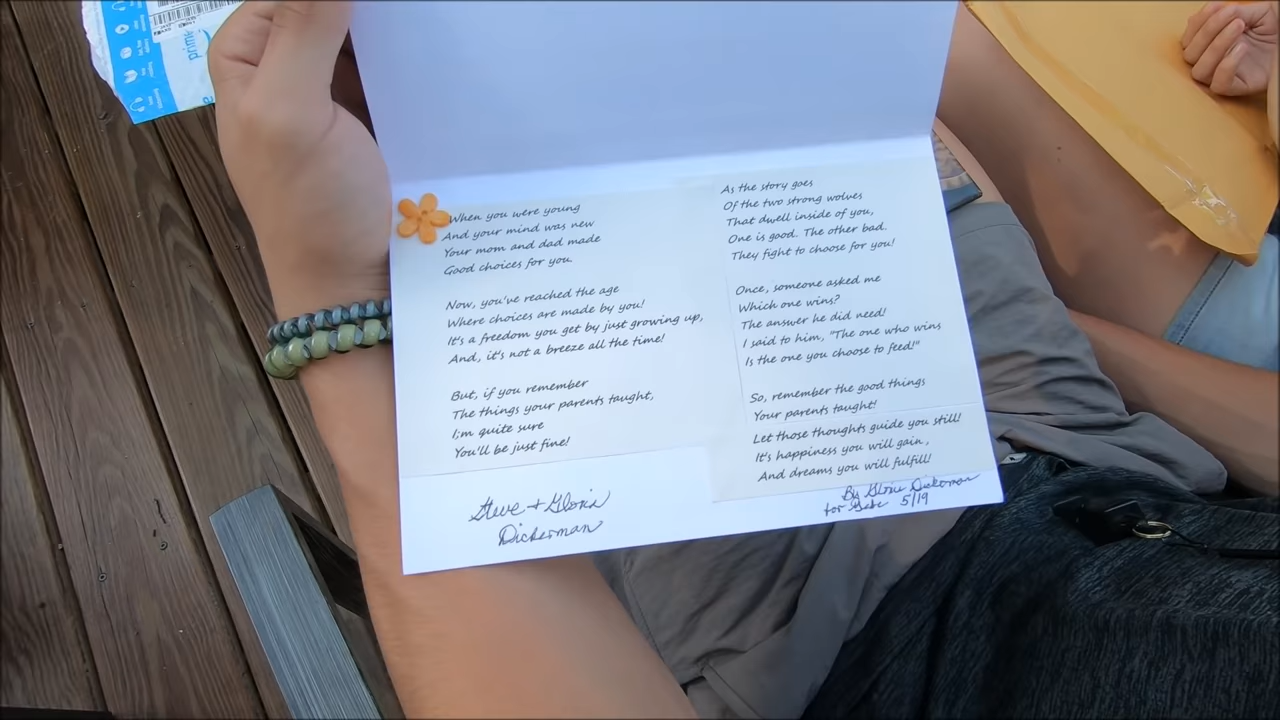 prime
When you were young
And your mind was new
Your mom and dad made
Good choices for you.
Now, you've reached the age
Where choices are made by you!
It's a freedom you get by just growing up,
And, it's not a breeze all the time!
But, if you remember
The things your parents taught,
I;m quite sure
You'll be just fine!
Steve + Gloria
Dickerman
As the story goes
Of the two strong wolves
That dwell inside of you,
One is good. The other bad.
They fight to choose for you!
Once, someone asked me
Which one wins?
The answer he did need!
I said to him, "The one who wins
Is the one you choose to feed!"
So, remember the good things
Your parents taught!
Let those thoughts guide you still!
It's happiness you will gain,
And dreams you will fulfill!
By Gloria Dickerman
for Gabe 5/19